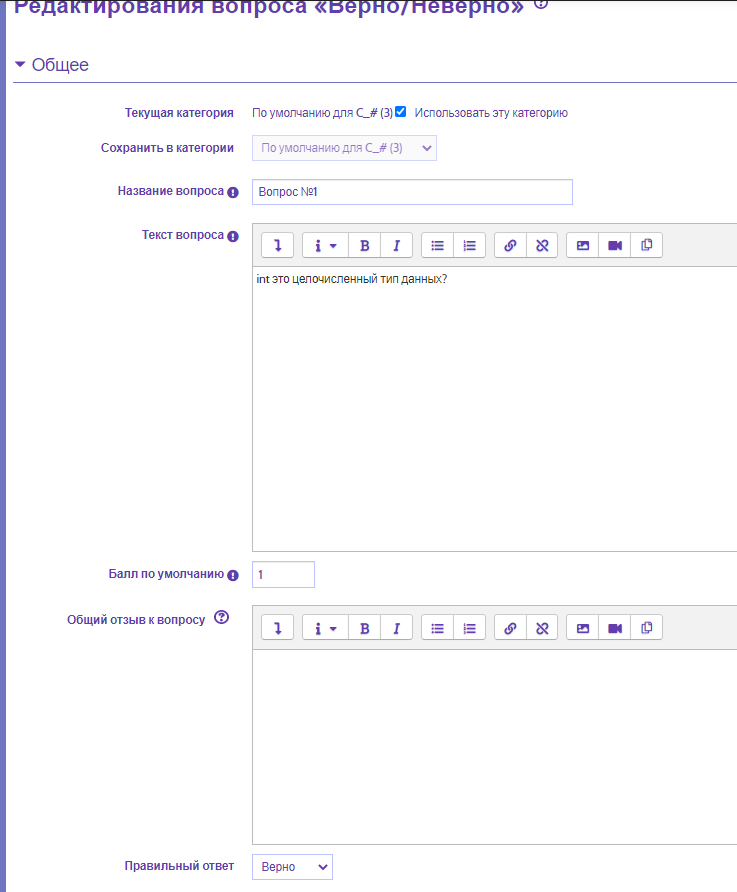 Редактирования вопроса «Верно/Неверно»
Общее
Текущая категория По умолчанию для C_# (3) Использовать эту категорию
Сохранить в категории По умолчанию для C_# (3)
Название вопроса Вопрос №1
Текст вопроса
i B I
int это целочисленный тип данных?
Балл по умолчанию 1
Общий отзыв к вопросу
i B I
Правильный ответ Верно